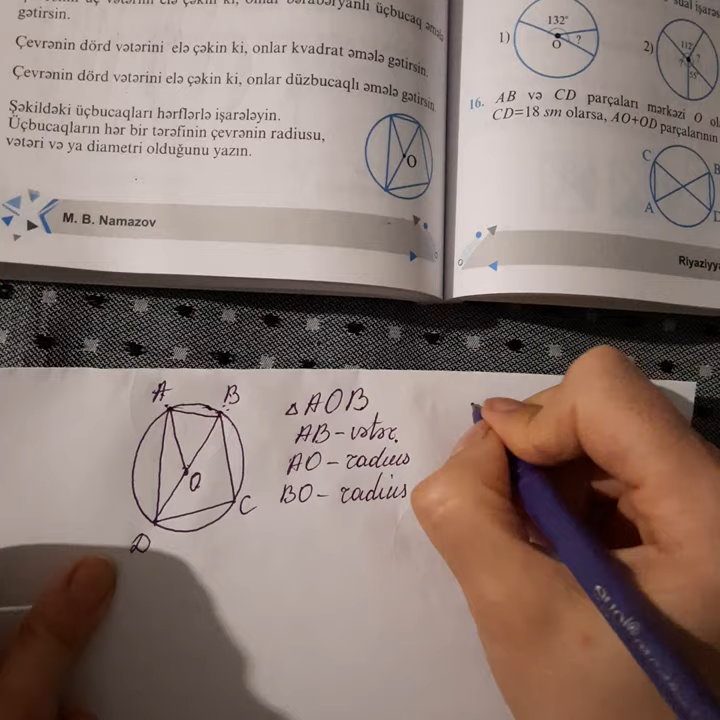 gətirsin.
Çevrənin dörd vətərini elə çəkin ki, onlar kvadrat əmələ gətirsin.
Çevrənin dörd vətərini elə çəkin ki, onlar düzbucaqlı əmələ gətirsin.
Şəkildəki üçbucaqları hərflərlə işarələyin.
Üçbucaqların hər bir tərəfinin çevrənin radiusu,
vətəri və ya diametri olduğunu yazın.
O
M. B. Namazov
1) 132° O ?
2) 112° ? 55°
16. AB və CD parçaları mərkəzi O
CD=18 sm olarsa, AO+OD parçalarının
C B
A D
Riyaziyya
A B
O
C
D
△AOB
AB-vətər.
AO-radius
BO-radius